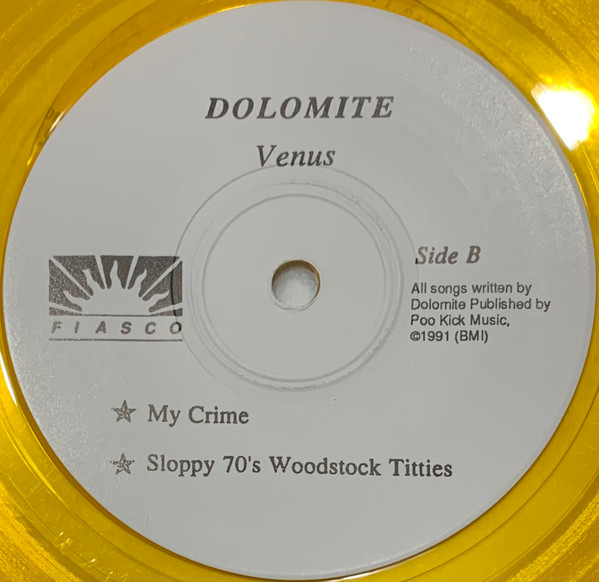 DOLOMITE
Venus
Side B
All songs written by
Dolomite Published by
Poo Kick Music,
©1991 (BMI)
FIASCO
My Crime
Sloppy 70's Woodstock Titties